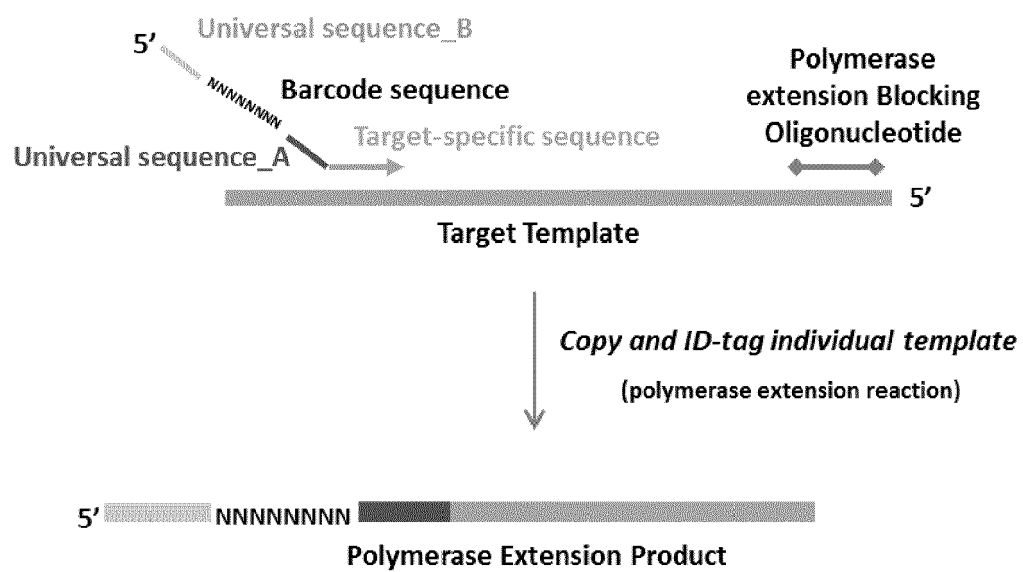 Universal sequence_B
5’
Polymerase
extension Blocking
Oligonucleotide
NNNNNNNN
Barcode sequence
Target-specific sequence
Universal sequence_A
5’
Target Template
Copy and ID-tag individual template
(polymerase extension reaction)
5’
NNNNNNNN
Polymerase Extension Product